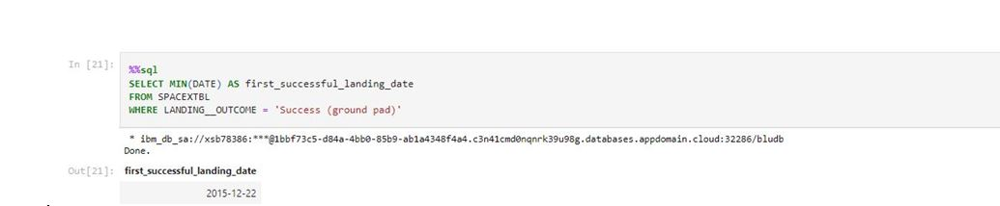 In [21]:
%%sql
SELECT MIN(DATE) AS first_successful_landing_date
FROM SPACEXTBL
WHERE LANDING__OUTCOME = 'Success (ground pad)'
* ibm_db_sa://xsb78386:***@1bbf73c5-d84a-4bb0-85b9-ab1a4348f4a4.c3n41cmd0nqnrk39u98g.databases.appdomain.cloud:32286/bludb
Done.
Out[21]:
first_successful_landing_date
2015-12-22